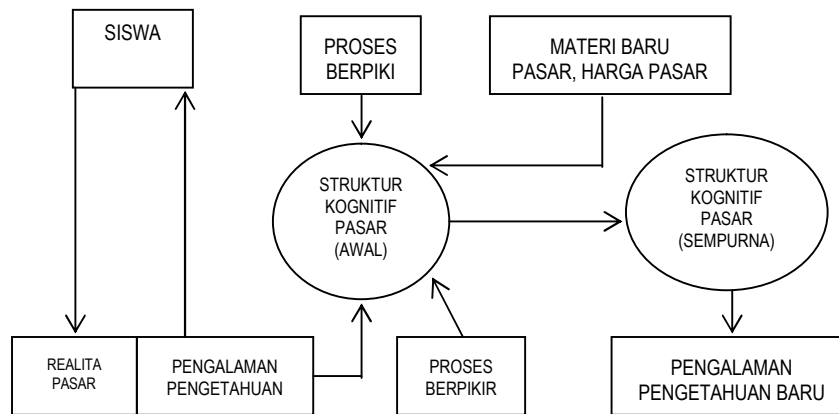 SISWA
PROSES
BERPIKI
MATERI BARU
PASAR, HARGA PASAR
STRUKTUR
KOGNITIF
PASAR
(AWAL)
STRUKTUR
KOGNITIF
PASAR
(SEMPURNA)
REALITA
PASAR
PENGALAMAN
PENGETAHUAN
PROSES
BERPIKIR
PENGALAMAN
PENGETAHUAN BARU